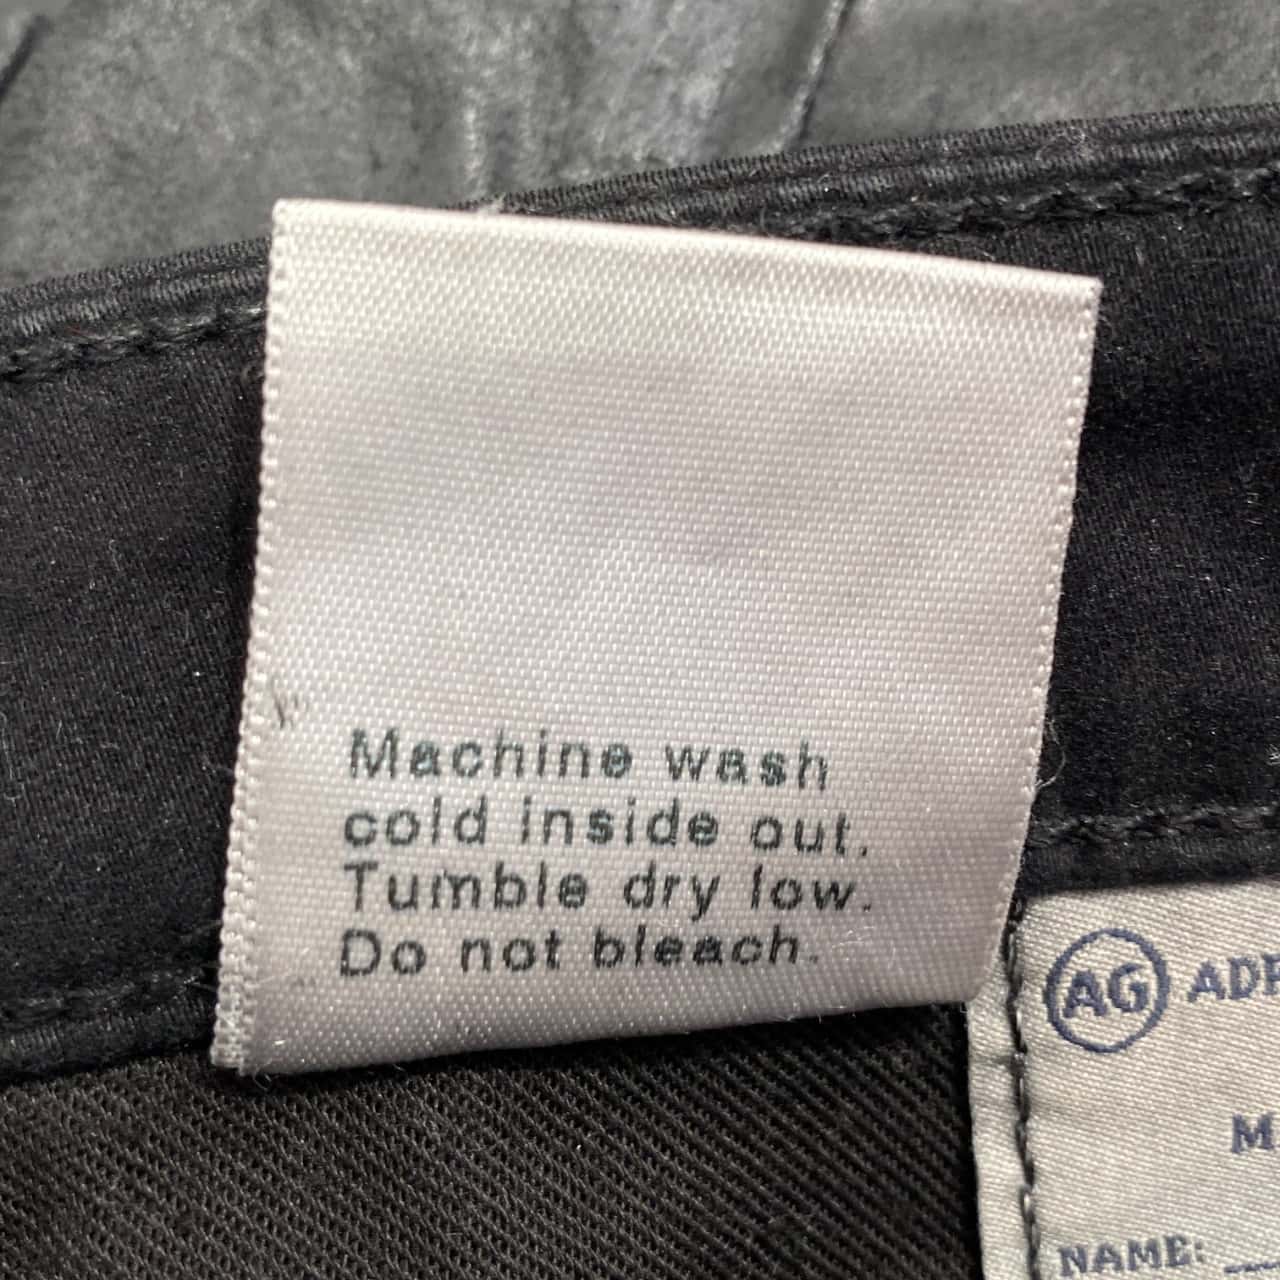 Machine wash
cold inside out.
Tumble dry low.
Do not bleach.
AG
M
NAME: